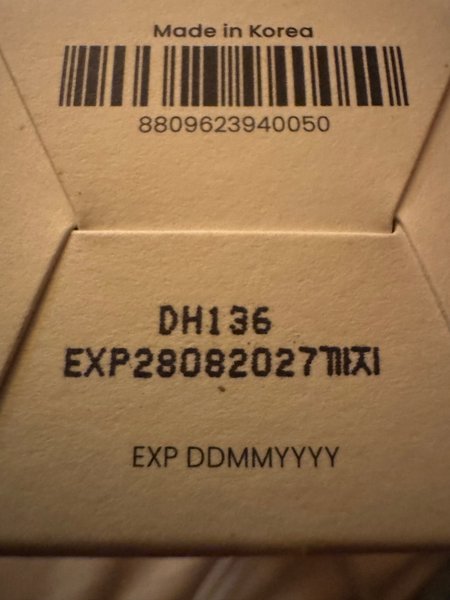 Made in Korea
8809623940050
DH136
EXP28082027까지
EXP DDMMYYYY